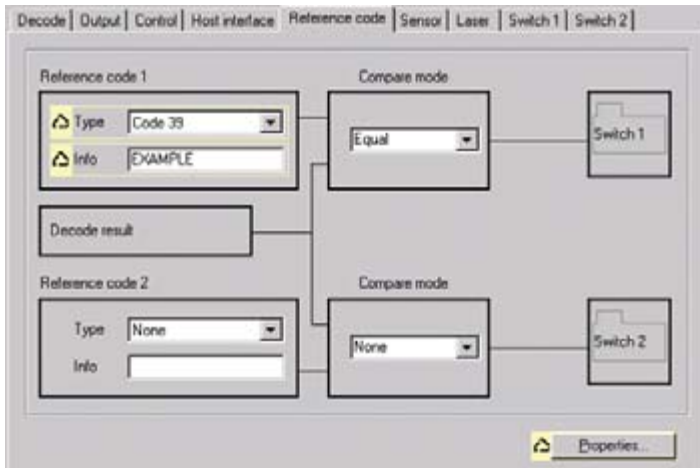 Decode Output Control Host interface Reference code Sensor Laser Switch 1 Switch 2
Reference code 1
Compare mode
Type Code 39
Info EXAMPLE
Equal
Switch 1
Decode result
Reference code 2
Compare mode
Type None
Info
None
Switch 2
Properties...